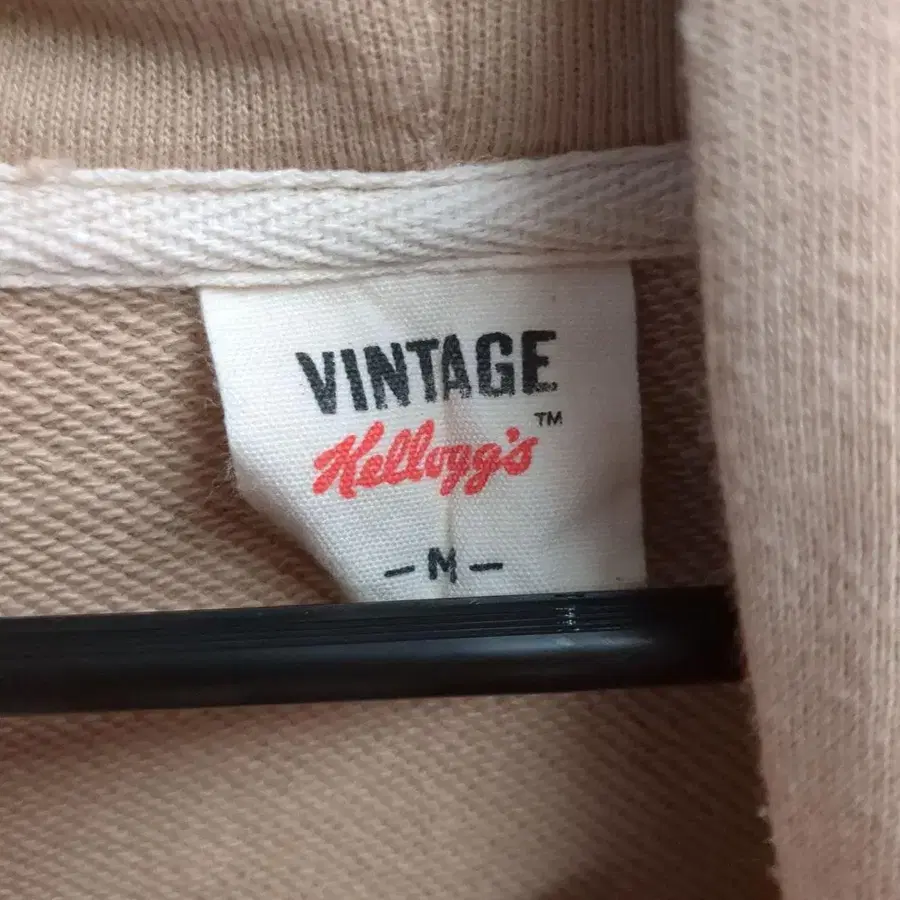 VINTAGE
Kellogg's™
- M -